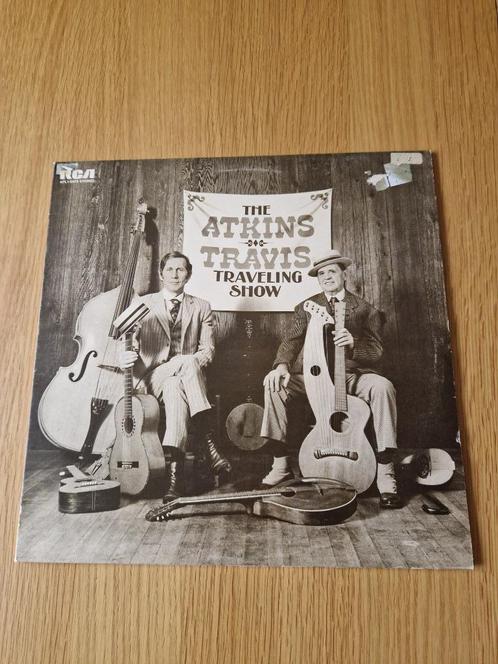 RCA
THE
ATKINS
TRAVIS
TRAVELING
SHOW